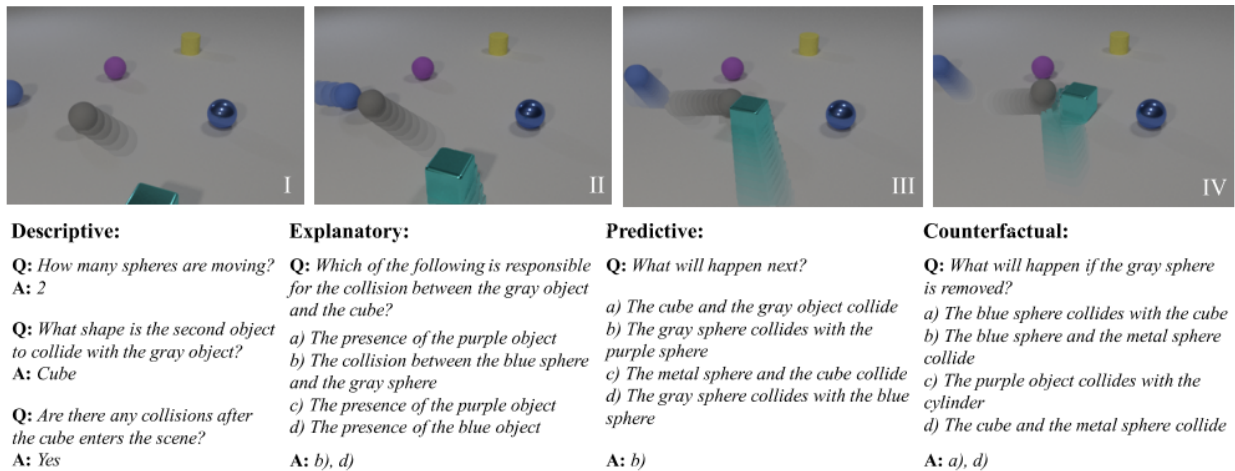 I
II
III
IV
Descriptive:
Q: How many spheres are moving?
A: 2
Q: What shape is the second object
to collide with the gray object?
A: Cube
Q: Are there any collisions after
the cube enters the scene?
A: Yes
Explanatory:
Q: Which of the following is responsible
for the collision between the gray object
and the cube?
a) The presence of the purple object
b) The collision between the blue sphere
and the gray sphere
c) The presence of the purple object
d) The presence of the blue object
A: b), d)
Predictive:
Q: What will happen next?
a) The cube and the gray object collide
b) The gray sphere collides with the
purple sphere
c) The metal sphere and the cube collide
d) The gray sphere collides with the blue
sphere
A: b)
Counterfactual:
Q: What will happen if the gray sphere
is removed?
a) The blue sphere collides with the cube
b) The blue sphere and the metal sphere
collide
c) The purple object collides with the
cylinder
d) The cube and the metal sphere collide
A: a), d)